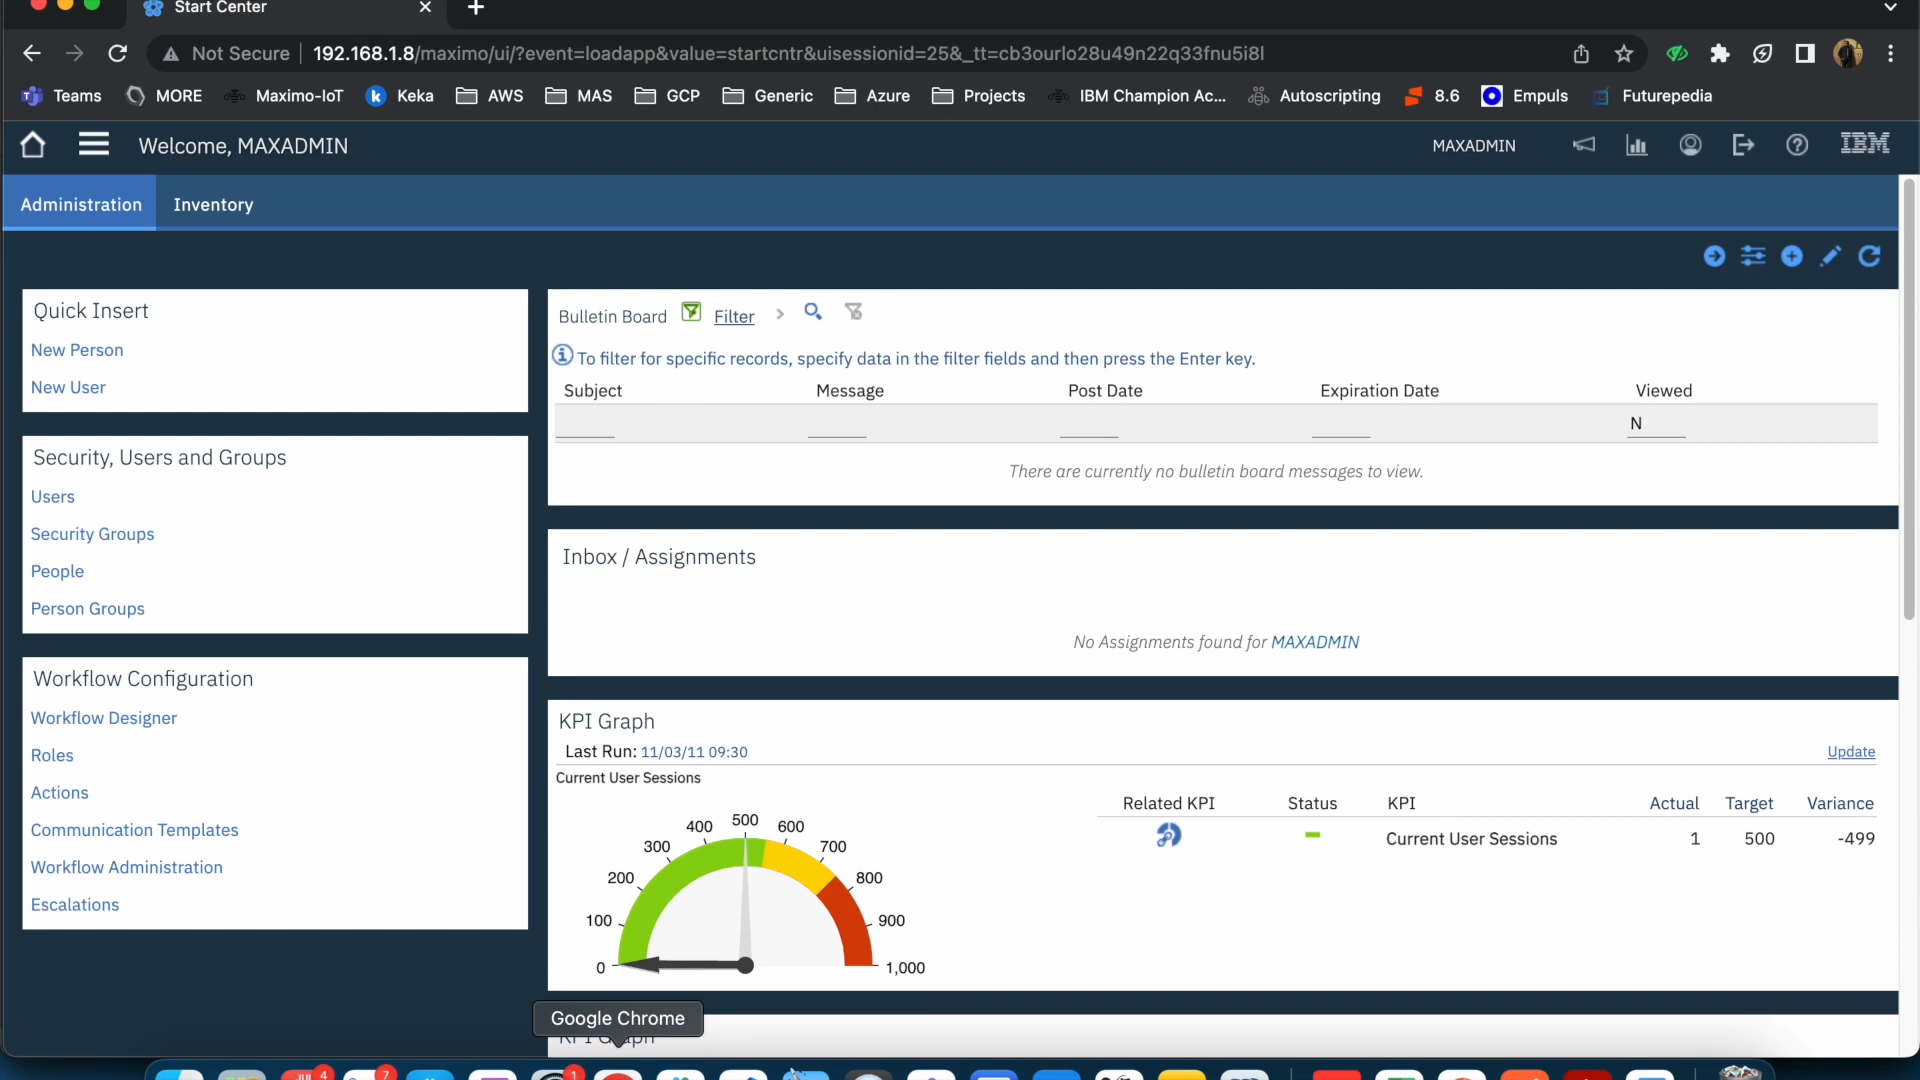 Start Center
Not Secure 192.168.1.8/maximo/ui/?event=loadapp&value=startcntr&uisessionid=25&_tt=cb3ourlo28u49n22q33fnu5i8l
Teams MORE Maximo-IoT Keka AWS MAS GCP Generic Azure Projects IBM Champion Ac... Autoscripting 8.6 Empuls Futurepedia
Welcome, MAXADMIN MAXADMIN IBM
Administration Inventory
Quick Insert
New Person
New User
Security, Users and Groups
Users
Security Groups
People
Person Groups
Workflow Configuration
Workflow Designer
Roles
Actions
Communication Templates
Workflow Administration
Escalations
Bulletin Board Filter
To filter for specific records, specify data in the filter fields and then press the Enter key.
Subject Message Post Date Expiration Date Viewed
N
There are currently no bulletin board messages to view.
Inbox / Assignments
No Assignments found for MAXADMIN
KPI Graph
Last Run: 11/03/11 09:30 Update
Current User Sessions
0 100 200 300 400 500 600 700 800 900 1,000
Related KPI Status KPI Actual Target Variance
Current User Sessions 1 500 -499
Google Chrome
KPI Graph
4 7 1